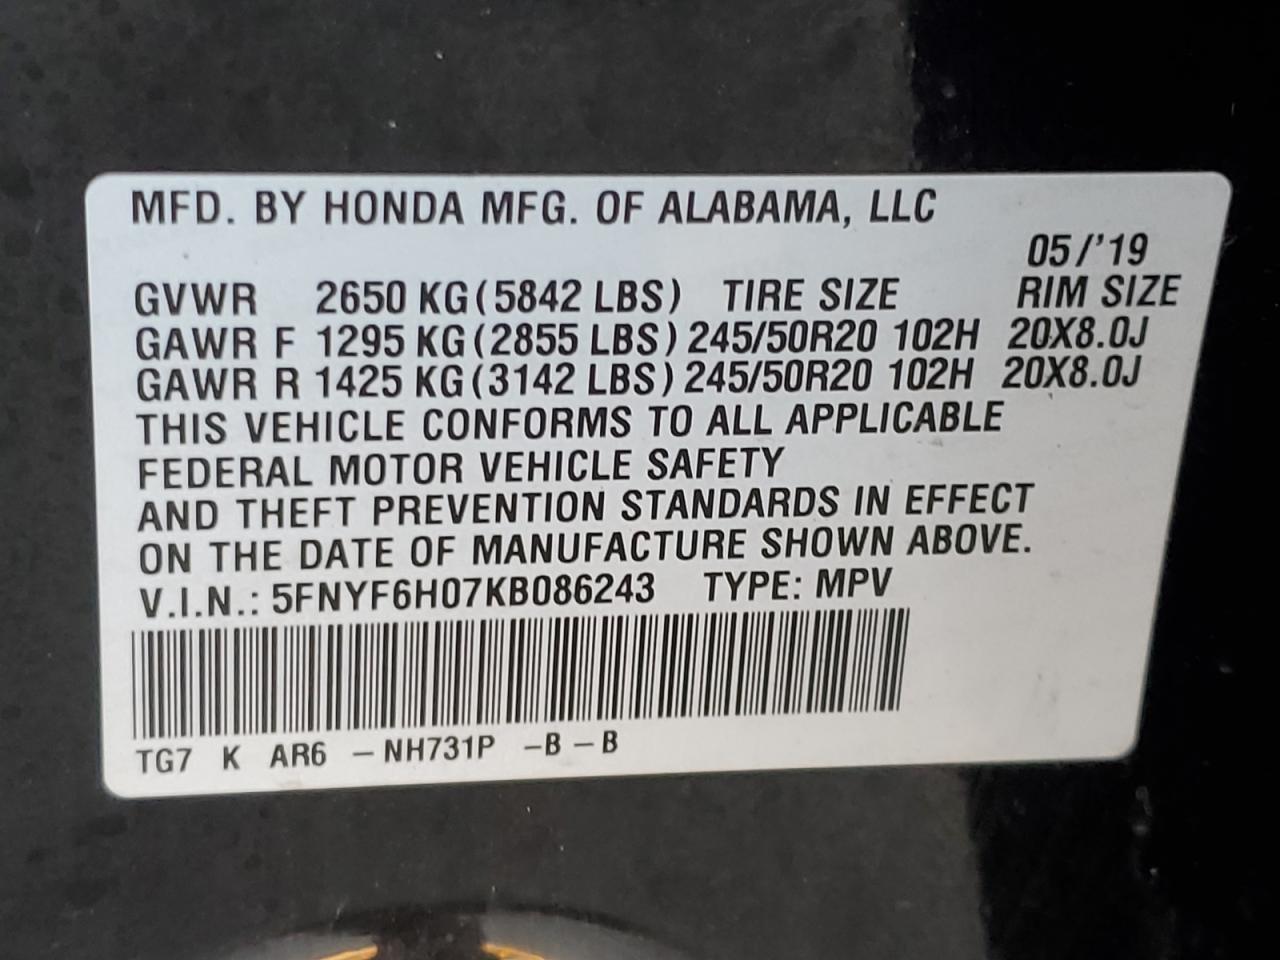 MFD. BY HONDA MFG. OF ALABAMA, LLC
05/'19
GVWR 2650 KG(5842 LBS) TIRE SIZE RIM SIZE
GAWR F 1295 KG(2855 LBS) 245/50R20 102H 20X8.0J
GAWR R 1425 KG(3142 LBS) 245/50R20 102H 20X8.0J
THIS VEHICLE CONFORMS TO ALL APPLICABLE
FEDERAL MOTOR VEHICLE SAFETY
AND THEFT PREVENTION STANDARDS IN EFFECT
ON THE DATE OF MANUFACTURE SHOWN ABOVE.
V.I.N.: 5FNYF6H07KB086243 TYPE: MPV
TG7 K AR6 -NH731P -B-B